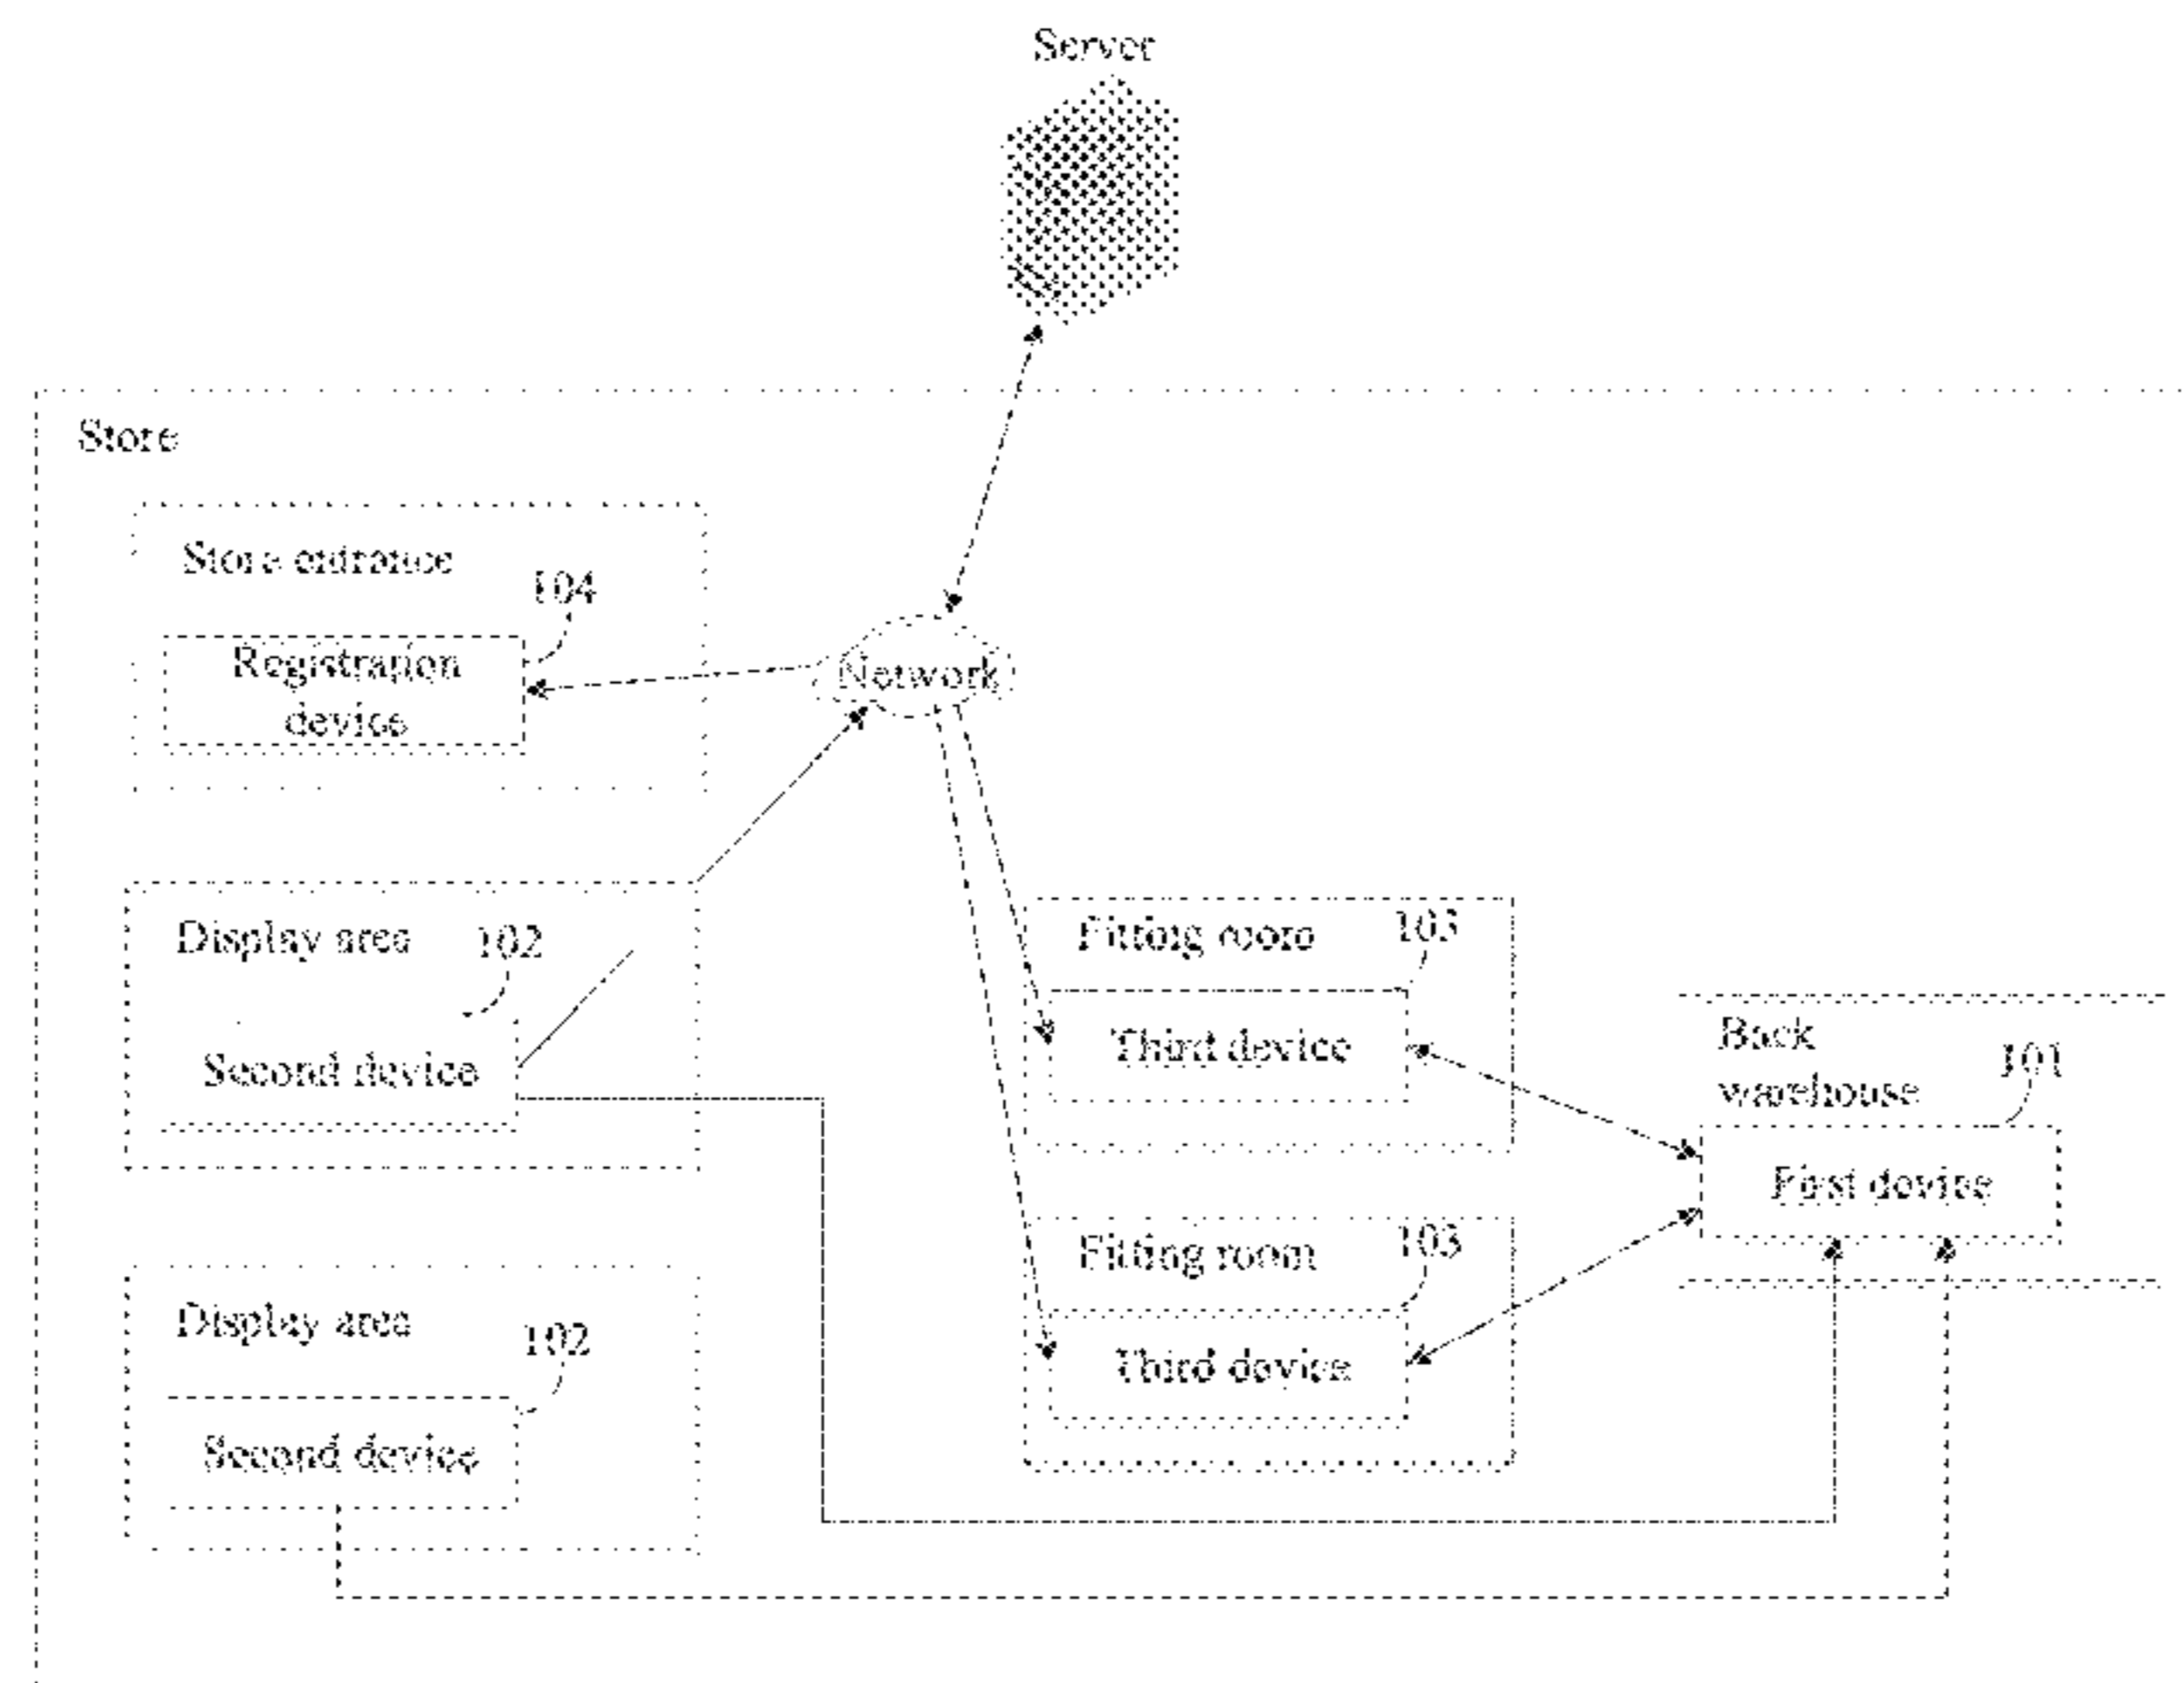 Server
Store
Store entrance
104
Registration
device
Network
Display area
102
Second device
Fitting room
103
Third device
Back
warehouse
101
First device
Fitting room
103
Third device
Display area
102
Second device